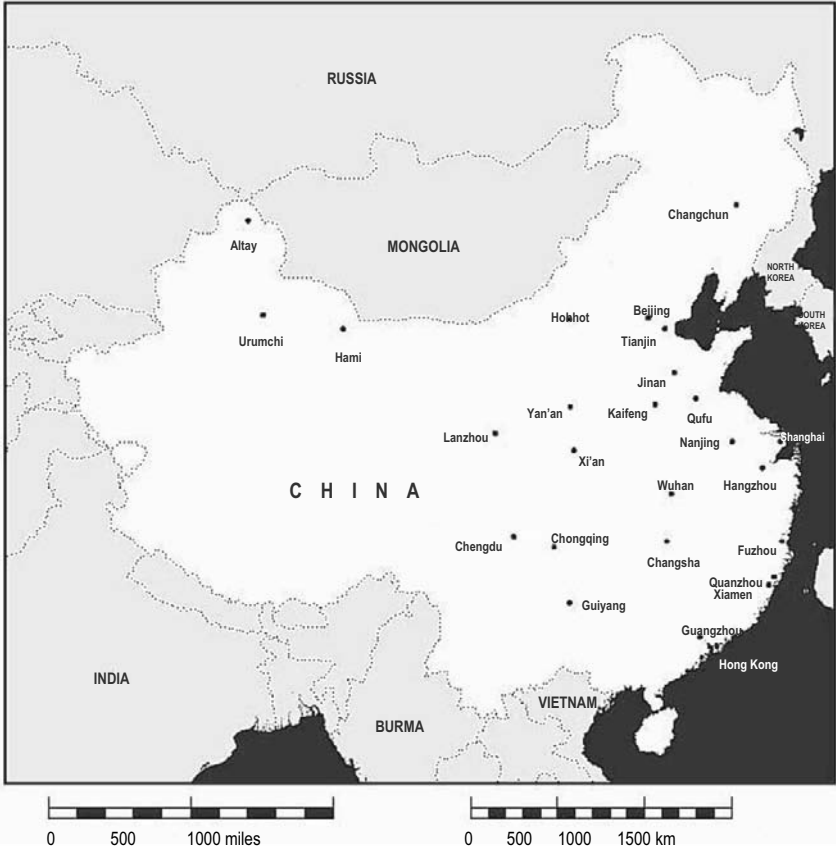 RUSSIA
Changchun
Altay
MONGOLIA
NORTH
KOREA
Hohhot
Beijing
SOUTH
KOREA
Urumchi
Tianjin
Hami
Jinan
Yan'an
Kaifeng
Qufu
Lanzhou
Nanjing
Shanghai
Xi'an
CHINA
Wuhan
Hangzhou
Chengdu
Chongqing
Changsha
Fuzhou
Quanzhou
Xiamen
Guiyang
Guangzhou
Hong Kong
INDIA
VIETNAM
BURMA
0 500 1000 miles
0 500 1000 1500 km